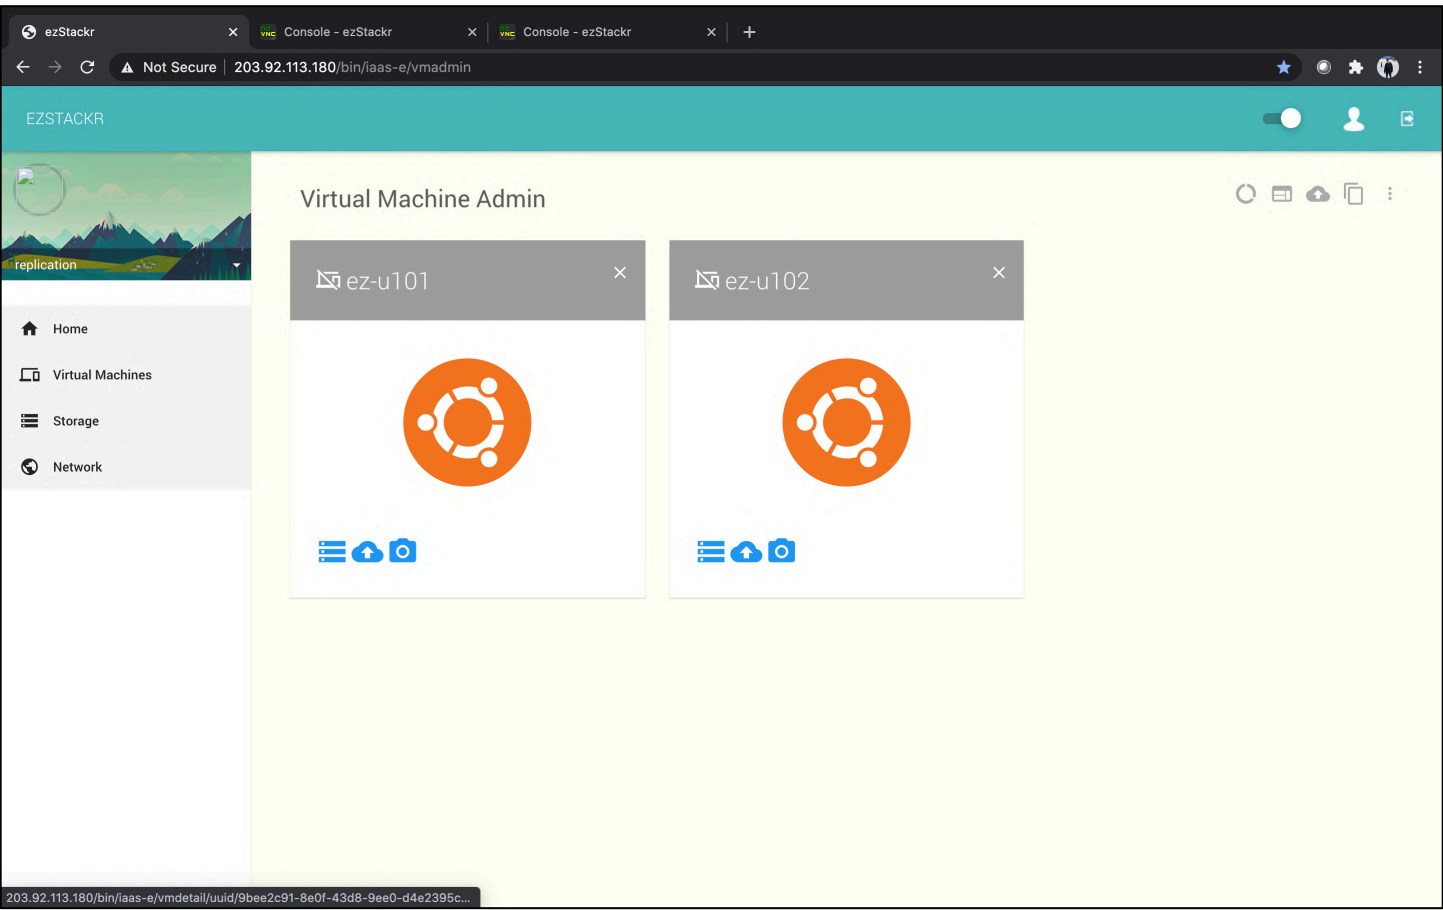 ezStackr
Console - ezStackr
Console - ezStackr
Not Secure
203.92.113.180/bin/iaas-e/vmadmin
EZSTACKR
replication
Home
Virtual Machines
Storage
Network
Virtual Machine Admin
ez-u101
ez-u102
203.92.113.180/bin/iaas-e/vmdetail/uuid/9bee2c91-8e0f-43d8-9ee0-d4e2395c...